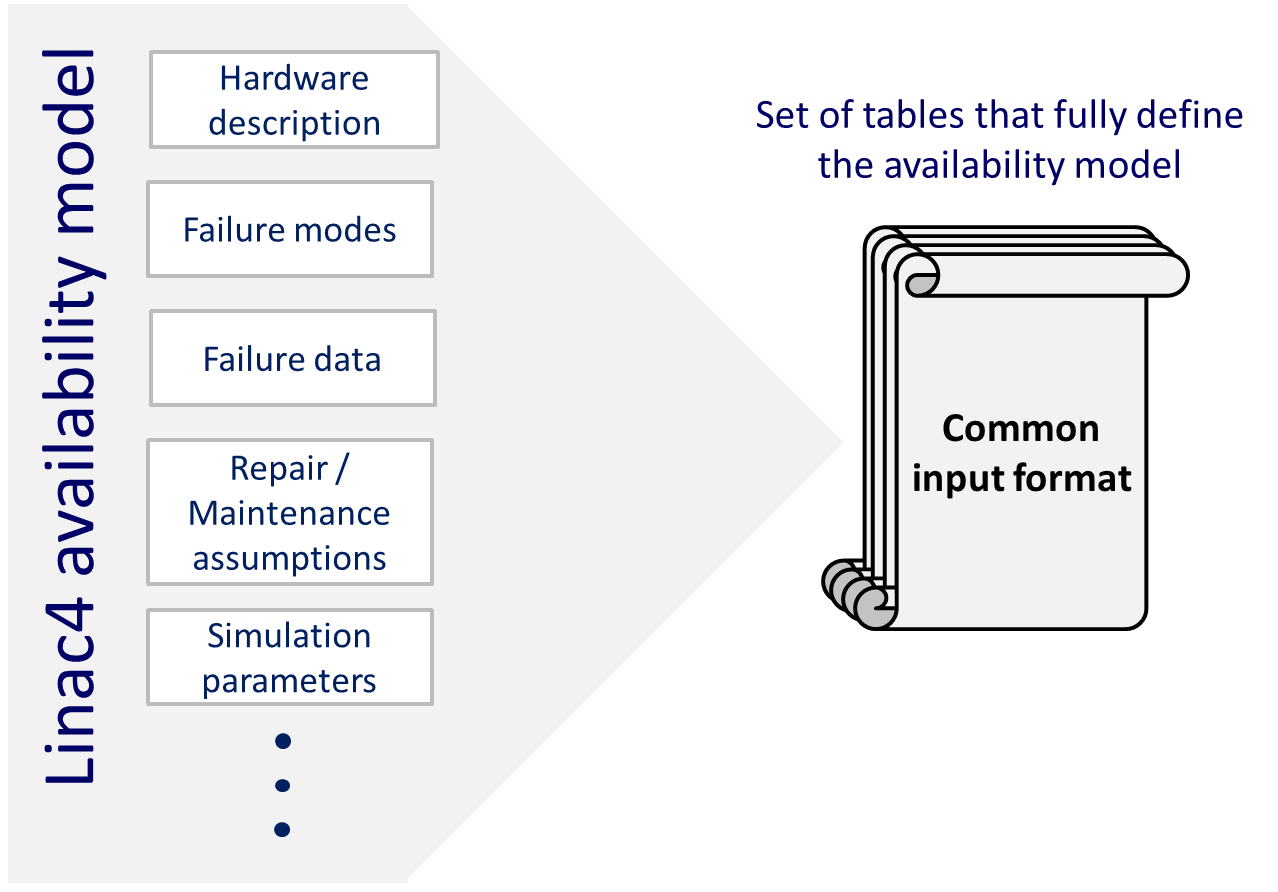 Linac4 availability model
Hardware
description
Failure modes
Failure data
Repair /
Maintenance
assumptions
Simulation
parameters
Set of tables that fully define
the availability model
Common
input format